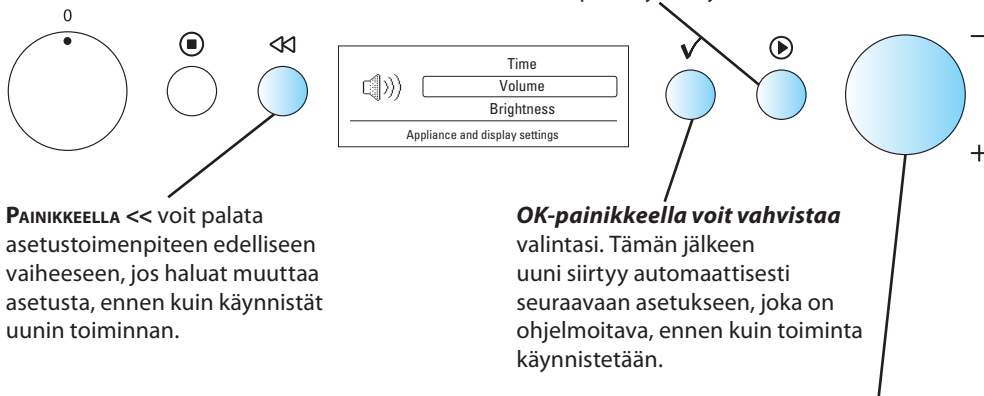 0
Time
Volume
Brightness
Appliance and display settings
–
+
PAINIKKEELLA << voit palata
asetustoimenpiteen edelliseen
vaiheeseen, jos haluat muuttaa
asetusta, ennen kuin käynnistät
uunin toiminnan.
OK-painikkeella voit vahvistaa
valintasi. Tämän jälkeen
uuni siirtyy automaattisesti
seuraavaan asetukseen, joka on
ohjelmoitava, ennen kuin toiminta
käynnistetään.